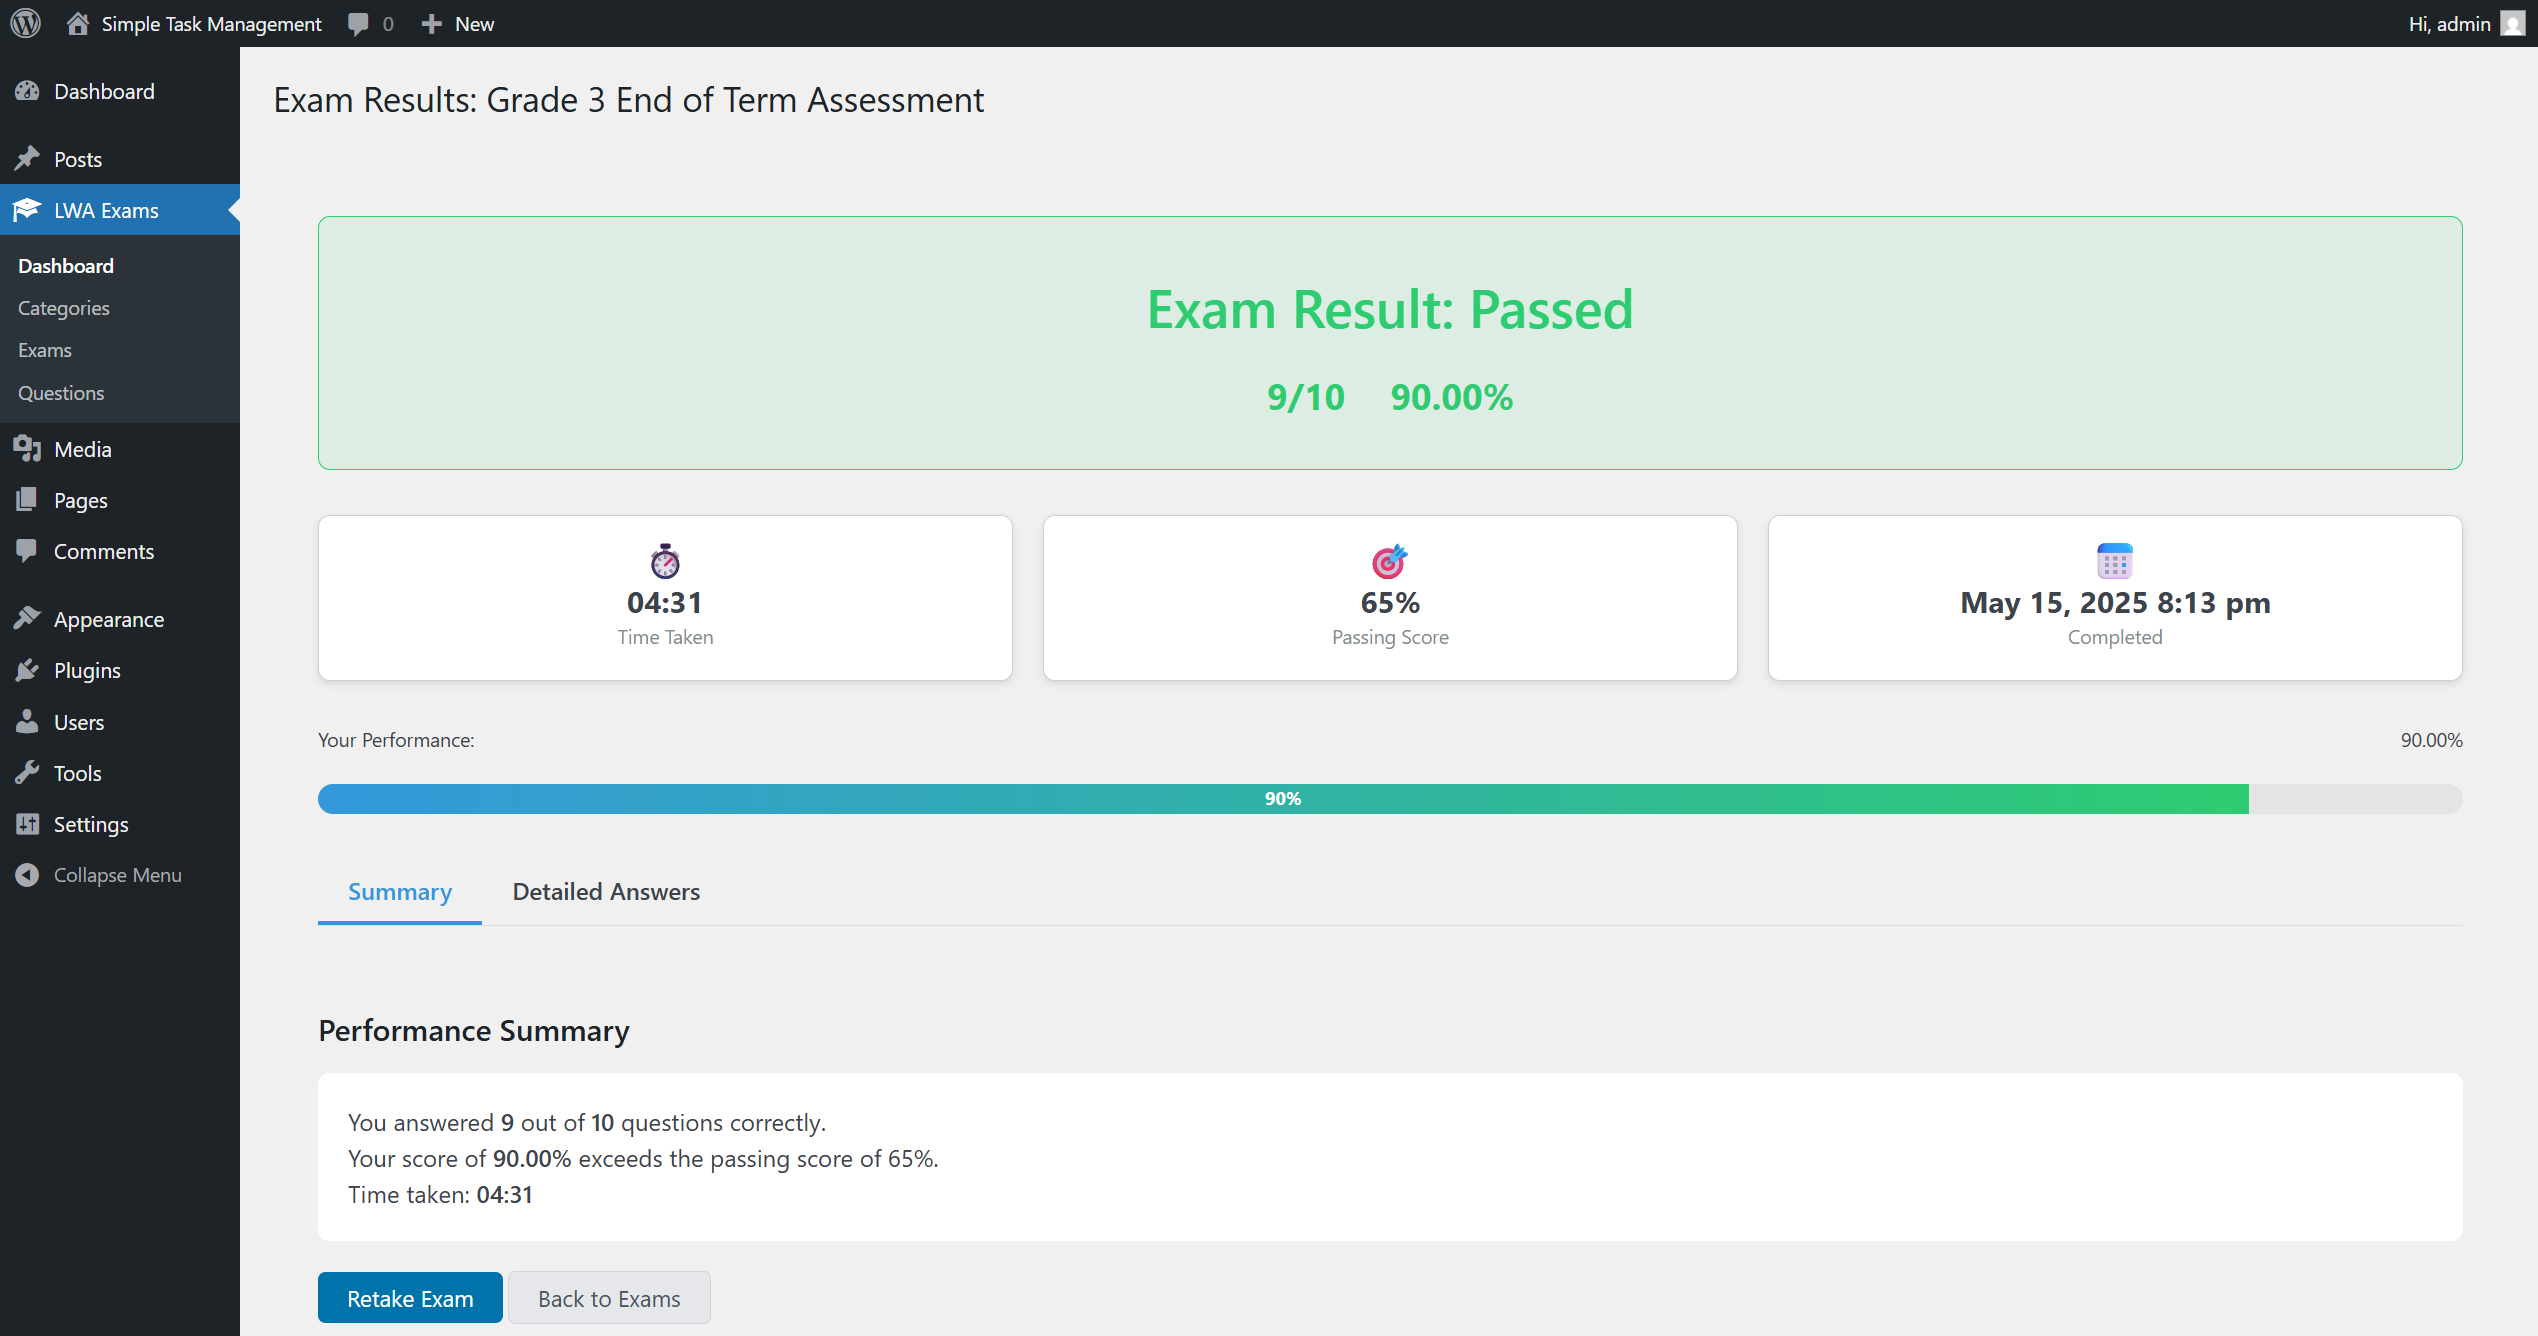 Simple Task Management
0
New
Hi, admin
Dashboard
Posts
LWA Exams
Dashboard
Categories
Exams
Questions
Media
Pages
Comments
Appearance
Plugins
Users
Tools
Settings
Collapse Menu
Exam Results: Grade 3 End of Term Assessment
Exam Result: Passed
9/10 90.00%
04:31
Time Taken
65%
Passing Score
May 15, 2025 8:13 pm
Completed
Your Performance:
90.00%
90%
Summary
Detailed Answers
Performance Summary
You answered 9 out of 10 questions correctly.
Your score of 90.00% exceeds the passing score of 65%.
Time taken: 04:31
Retake Exam
Back to Exams